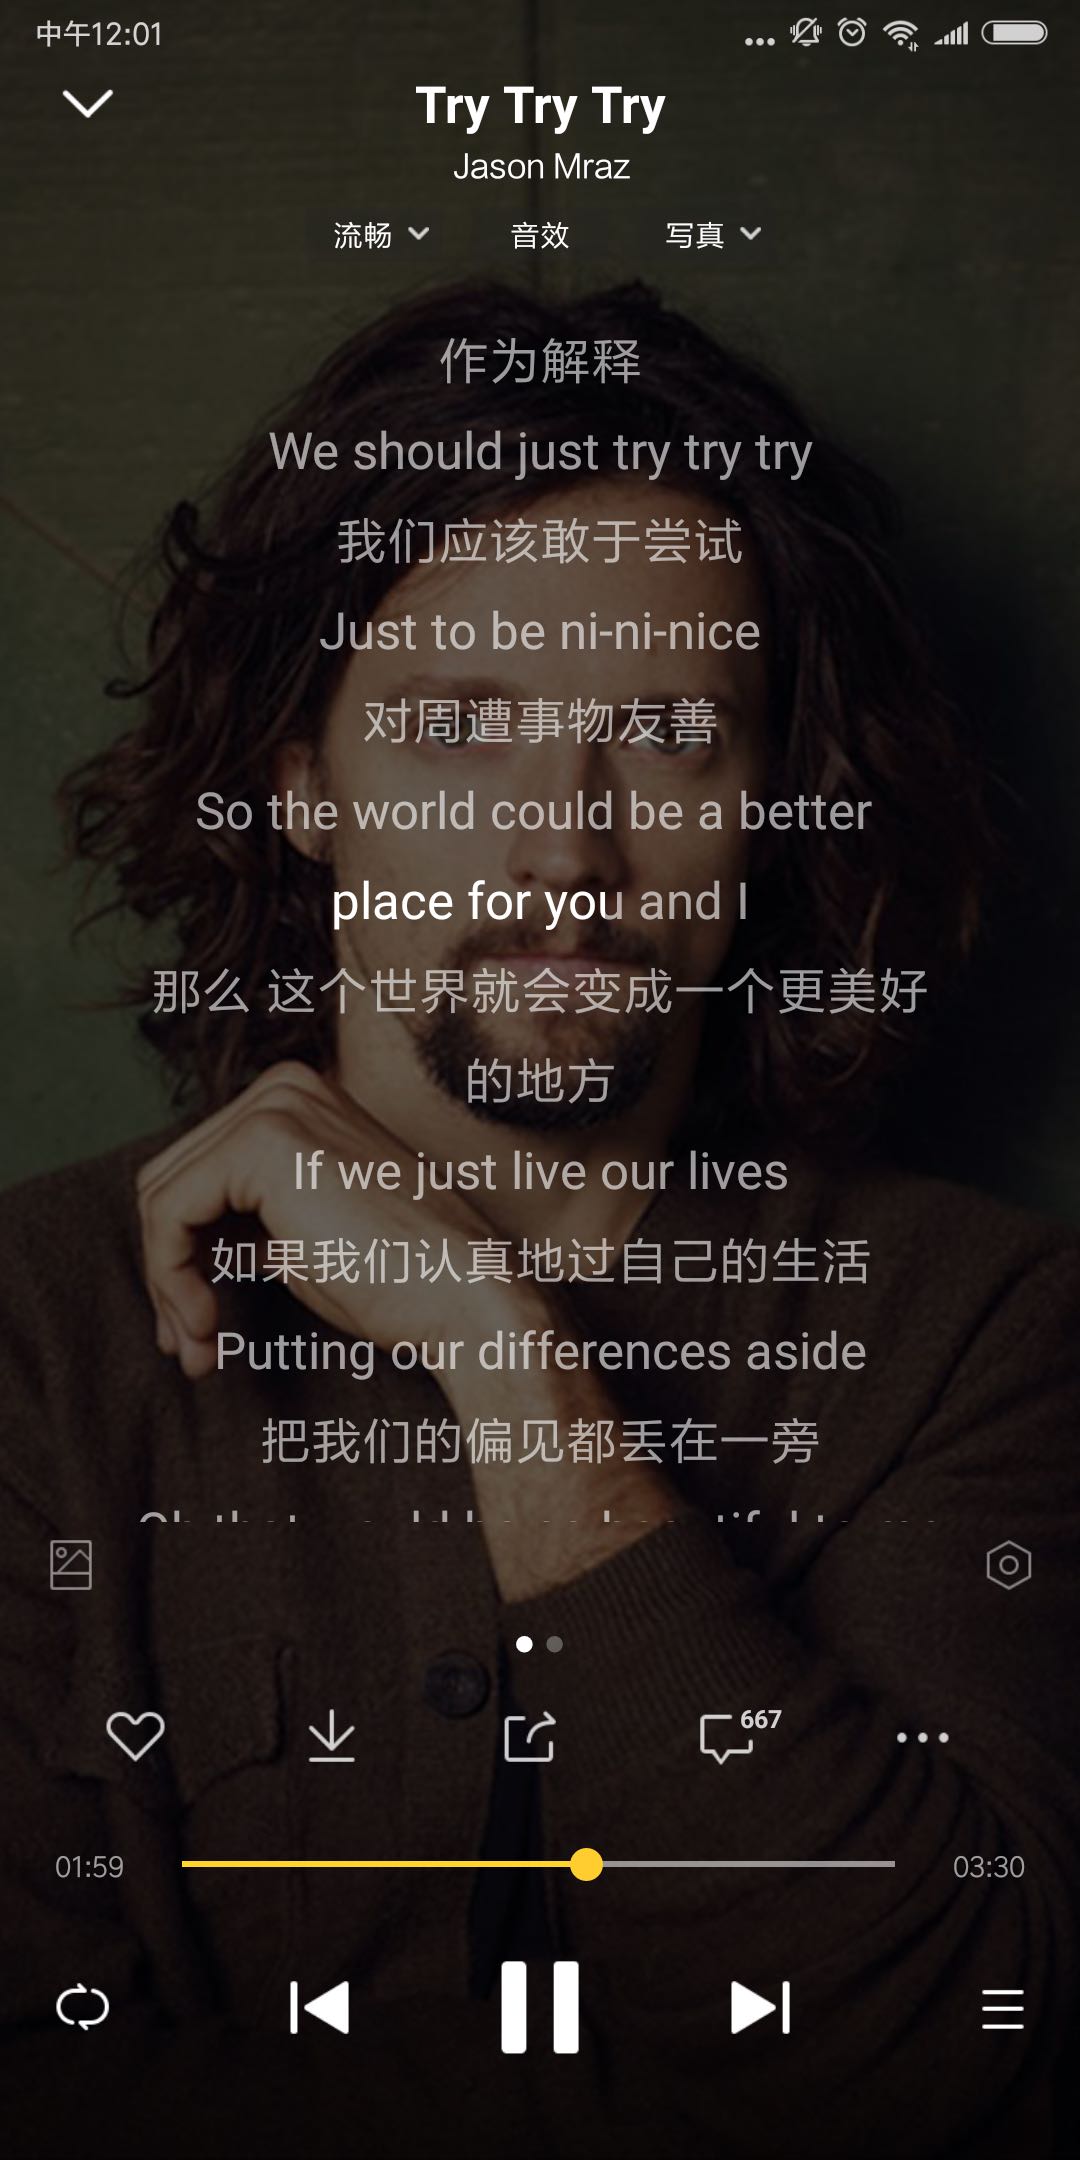 中午12:01
Try Try Try
Jason Mraz
流畅 音效 写真
作为解释
We should just try try try
我们应该敢于尝试
Just to be ni-ni-nice
对周遭事物友善
So the world could be a better
place for you and I
那么 这个世界就会变成一个更美好
的地方
If we just live our lives
如果我们认真地过自己的生活
Putting our differences aside
把我们的偏见都丢在一旁
667
01:59 03:30